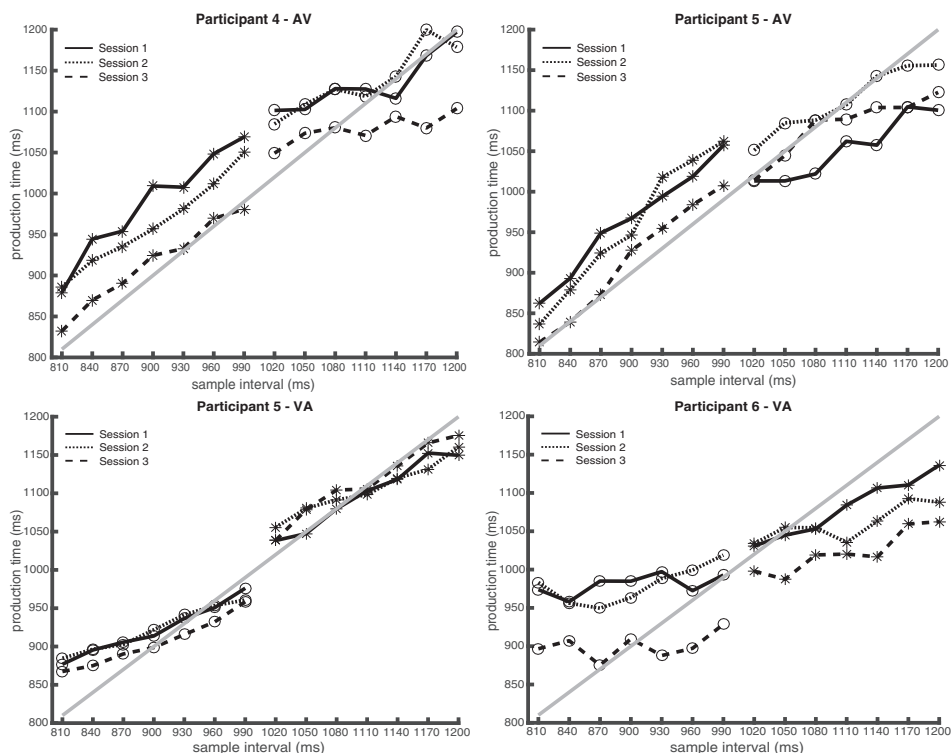 Participant 4 - AV
1200
1150
1100
1050
1000
950
900
850
800
production time (ms)
Session 1
Session 2
Session 3
810 840 870 900 930 960 990 1020 1050 1080 1110 1140 1170 1200
sample interval (ms)
Participant 5 - AV
1200
1150
1100
1050
1000
950
900
850
800
production time (ms)
Session 1
Session 2
Session 3
810 840 870 900 930 960 990 1020 1050 1080 1110 1140 1170 1200
sample interval (ms)
Participant 5 - VA
1200
1150
1100
1050
1000
950
900
850
800
production time (ms)
Session 1
Session 2
Session 3
810 840 870 900 930 960 990 1020 1050 1080 1110 1140 1170 1200
sample interval (ms)
Participant 6 - VA
1200
1150
1100
1050
1000
950
900
850
800
production time (ms)
Session 1
Session 2
Session 3
810 840 870 900 930 960 990 1020 1050 1080 1110 1140 1170 1200
sample interval (ms)